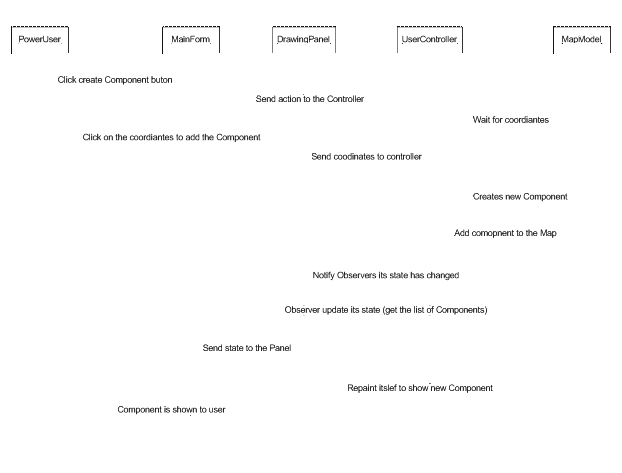 PowerUser
MainForm
DrawingPanel
UserController
MapModel
Click create Component buton
Send action to the Controller
Wait for coordiantes
Click on the coordiantes to add the Component
Send coodinates to controller
Creates new Component
Add comopnent to the Map
Notify Observers its state has changed
Observer update its state (get the list of Components)
Send state to the Panel
Repaint itslef to show new Component
Component is shown to user